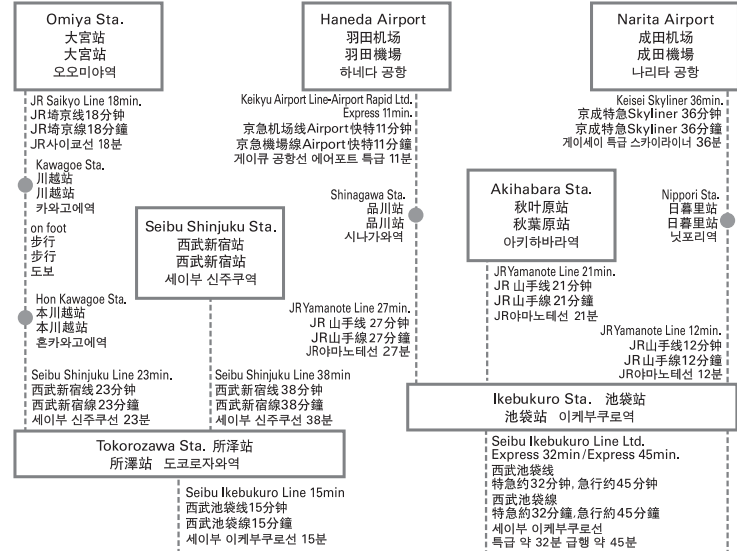 Omiya Sta.
大宮站
大宮站
오오미야역
JR Saikyo Line 18min.
JR埼京线18分钟
JR埼京線18分鐘
JR사이쿄선 18분
Kawagoe Sta.
川越站
川越站
카와고에역
on foot
步行
步行
도보
Hon Kawagoe Sta.
本川越站
本川越站
혼카와고에역
Seibu Shinjuku Line 23min.
西武新宿线23分钟
西武新宿線23分鐘
세이부 신주쿠선 23분
Seibu Shinjuku Sta.
西武新宿站
西武新宿站
세이부 신주쿠역
Seibu Shinjuku Line 38min
西武新宿线38分钟
西武新宿線38分鐘
세이부 신주쿠선 38분
Tokorozawa Sta. 所泽站
所澤站 도코로자와역
Seibu Ikebukuro Line 15min
西武池袋线15分钟
西武池袋線15分鐘
세이부 이케부쿠로선 15분
Haneda Airport
羽田机场
羽田機場
하네다 공항
Keikyu Airport Line-Airport Rapid Ltd.
Express 11min.
京急机场线Airport快特11分钟
京急機場線Airport快特11分鐘
게이큐 공항선 에어포트 특급 11분
Shinagawa Sta.
品川站
品川站
시나가와역
JR Yamanote Line 27min.
JR 山手线 27分钟
JR 山手線 27分鐘
JR야마노테선 27분
Akihabara Sta.
秋叶原站
秋葉原站
아키하바라역
JR Yamanote Line 21min.
JR 山手线21分钟
JR 山手線21分鐘
JR야마노테선 21분
Narita Airport
成田机场
成田機場
나리타 공항
Keisei Skyliner 36min.
京成特急Skyliner 36分钟
京成特急Skyliner 36分鐘
게이세이 특급 스카이라이너 36분
Nippori Sta.
日暮里站
日暮里站
닛포리역
JR Yamanote Line 12min.
JR山手线12分钟
JR山手線12分鐘
JR야마노테선 12분
Ikebukuro Sta. 池袋站
池袋站 이케부쿠로역
Seibu Ikebukuro Line Ltd.
Express 32min/Express 45min.
西武池袋线
特急约32分钟, 急行约45分钟
西武池袋線
特急約32分鐘, 急行約45分鐘
세이부 이케부쿠로선
특급 약 32분 급행 약 45분